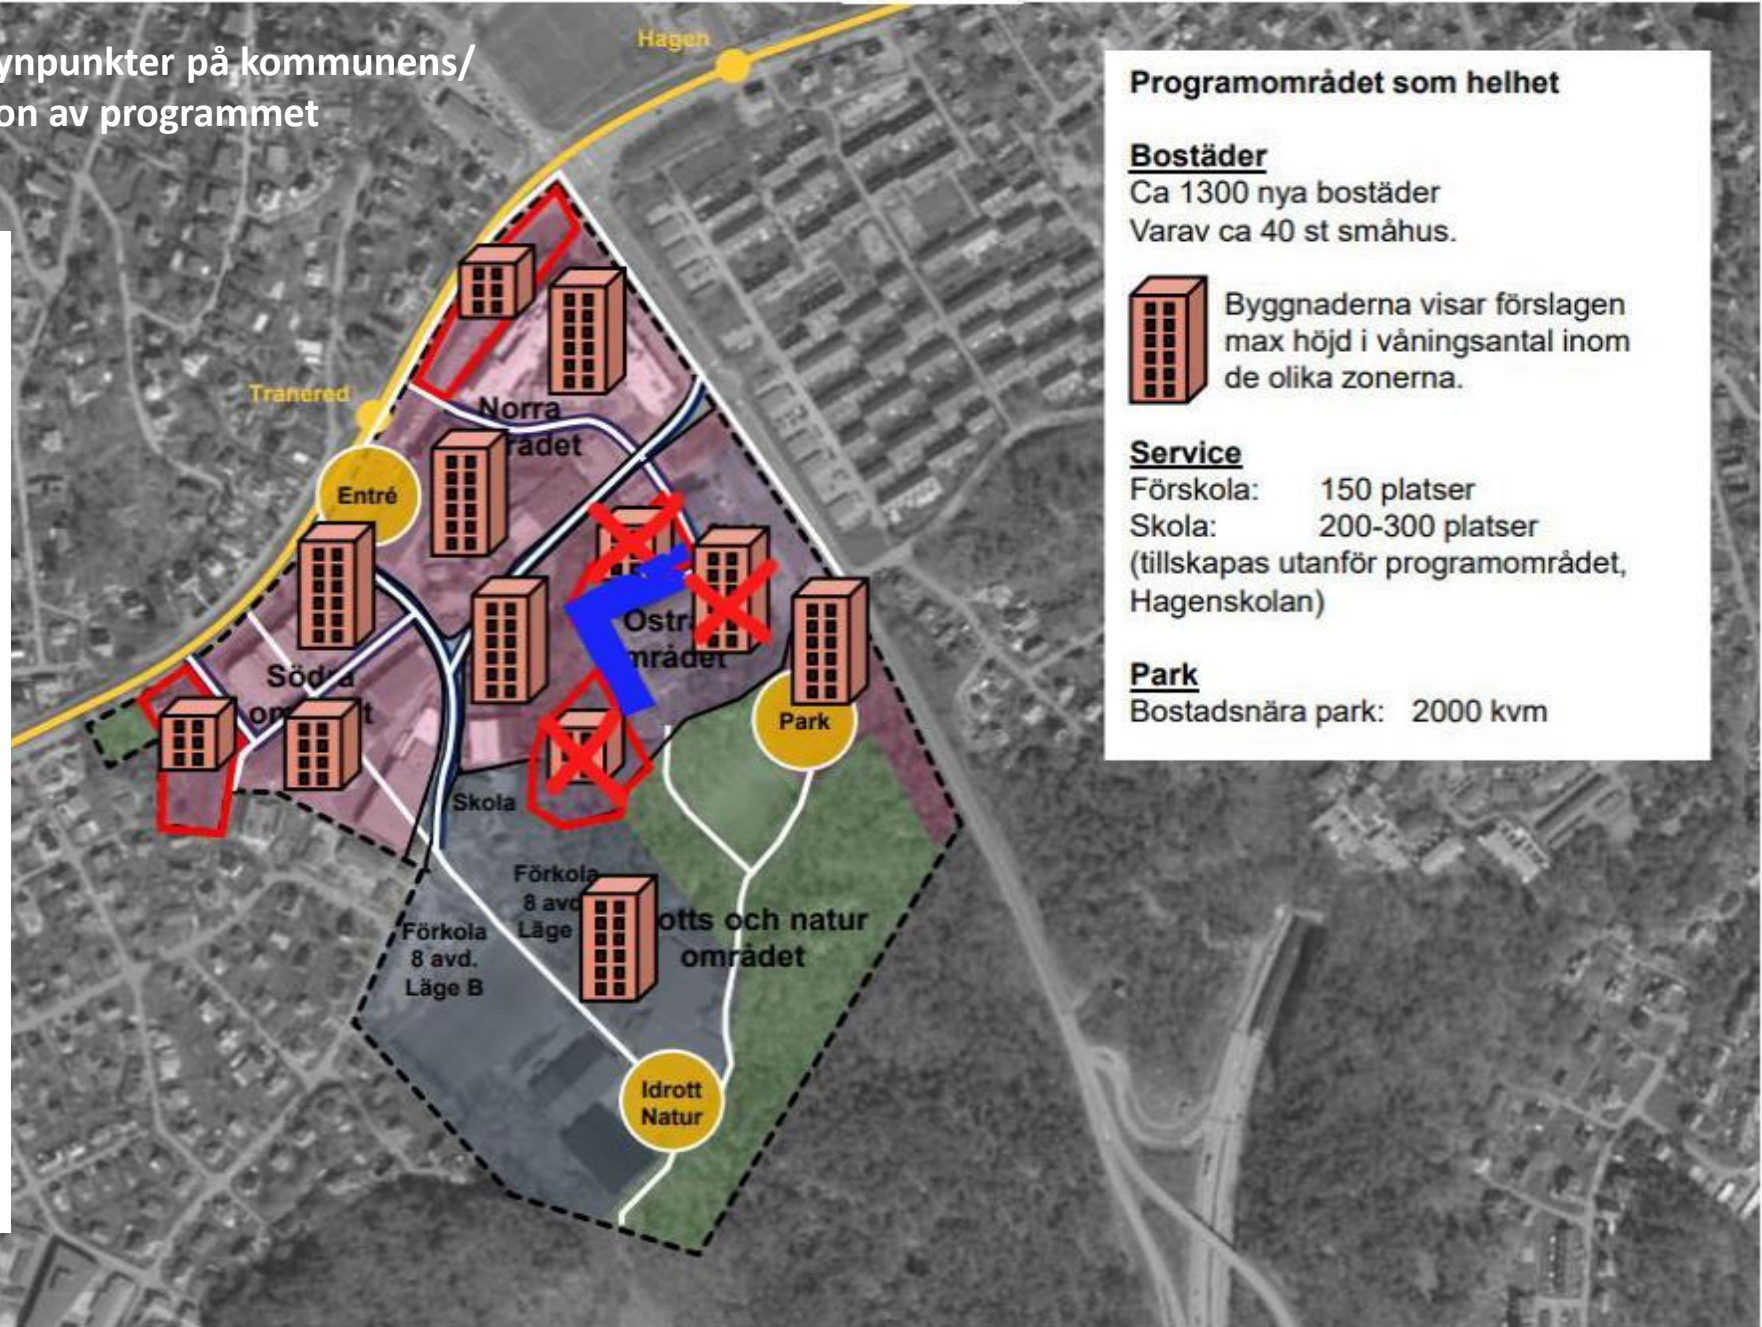 ynpunkter på kommunens/
on av programmet
Hagen
Tranered
Norra
rådet
Entré
Östra
mrådet
Södra
om t
Park
Skola
Förkola
8 avd
Läge
Förkola
8 avd.
Läge B
otts och natur
området
Idrott
Natur
Programområdet som helhet
Bostäder
Ca 1300 nya bostäder
Varav ca 40 st småhus.
Byggnaderna visar förslagen
max höjd i våningsantal inom
de olika zonerna.
Service
Förskola: 150 platser
Skola: 200-300 platser
(tillskapas utanför programområdet,
Hagenskolan)
Park
Bostadsnära park: 2000 kvm